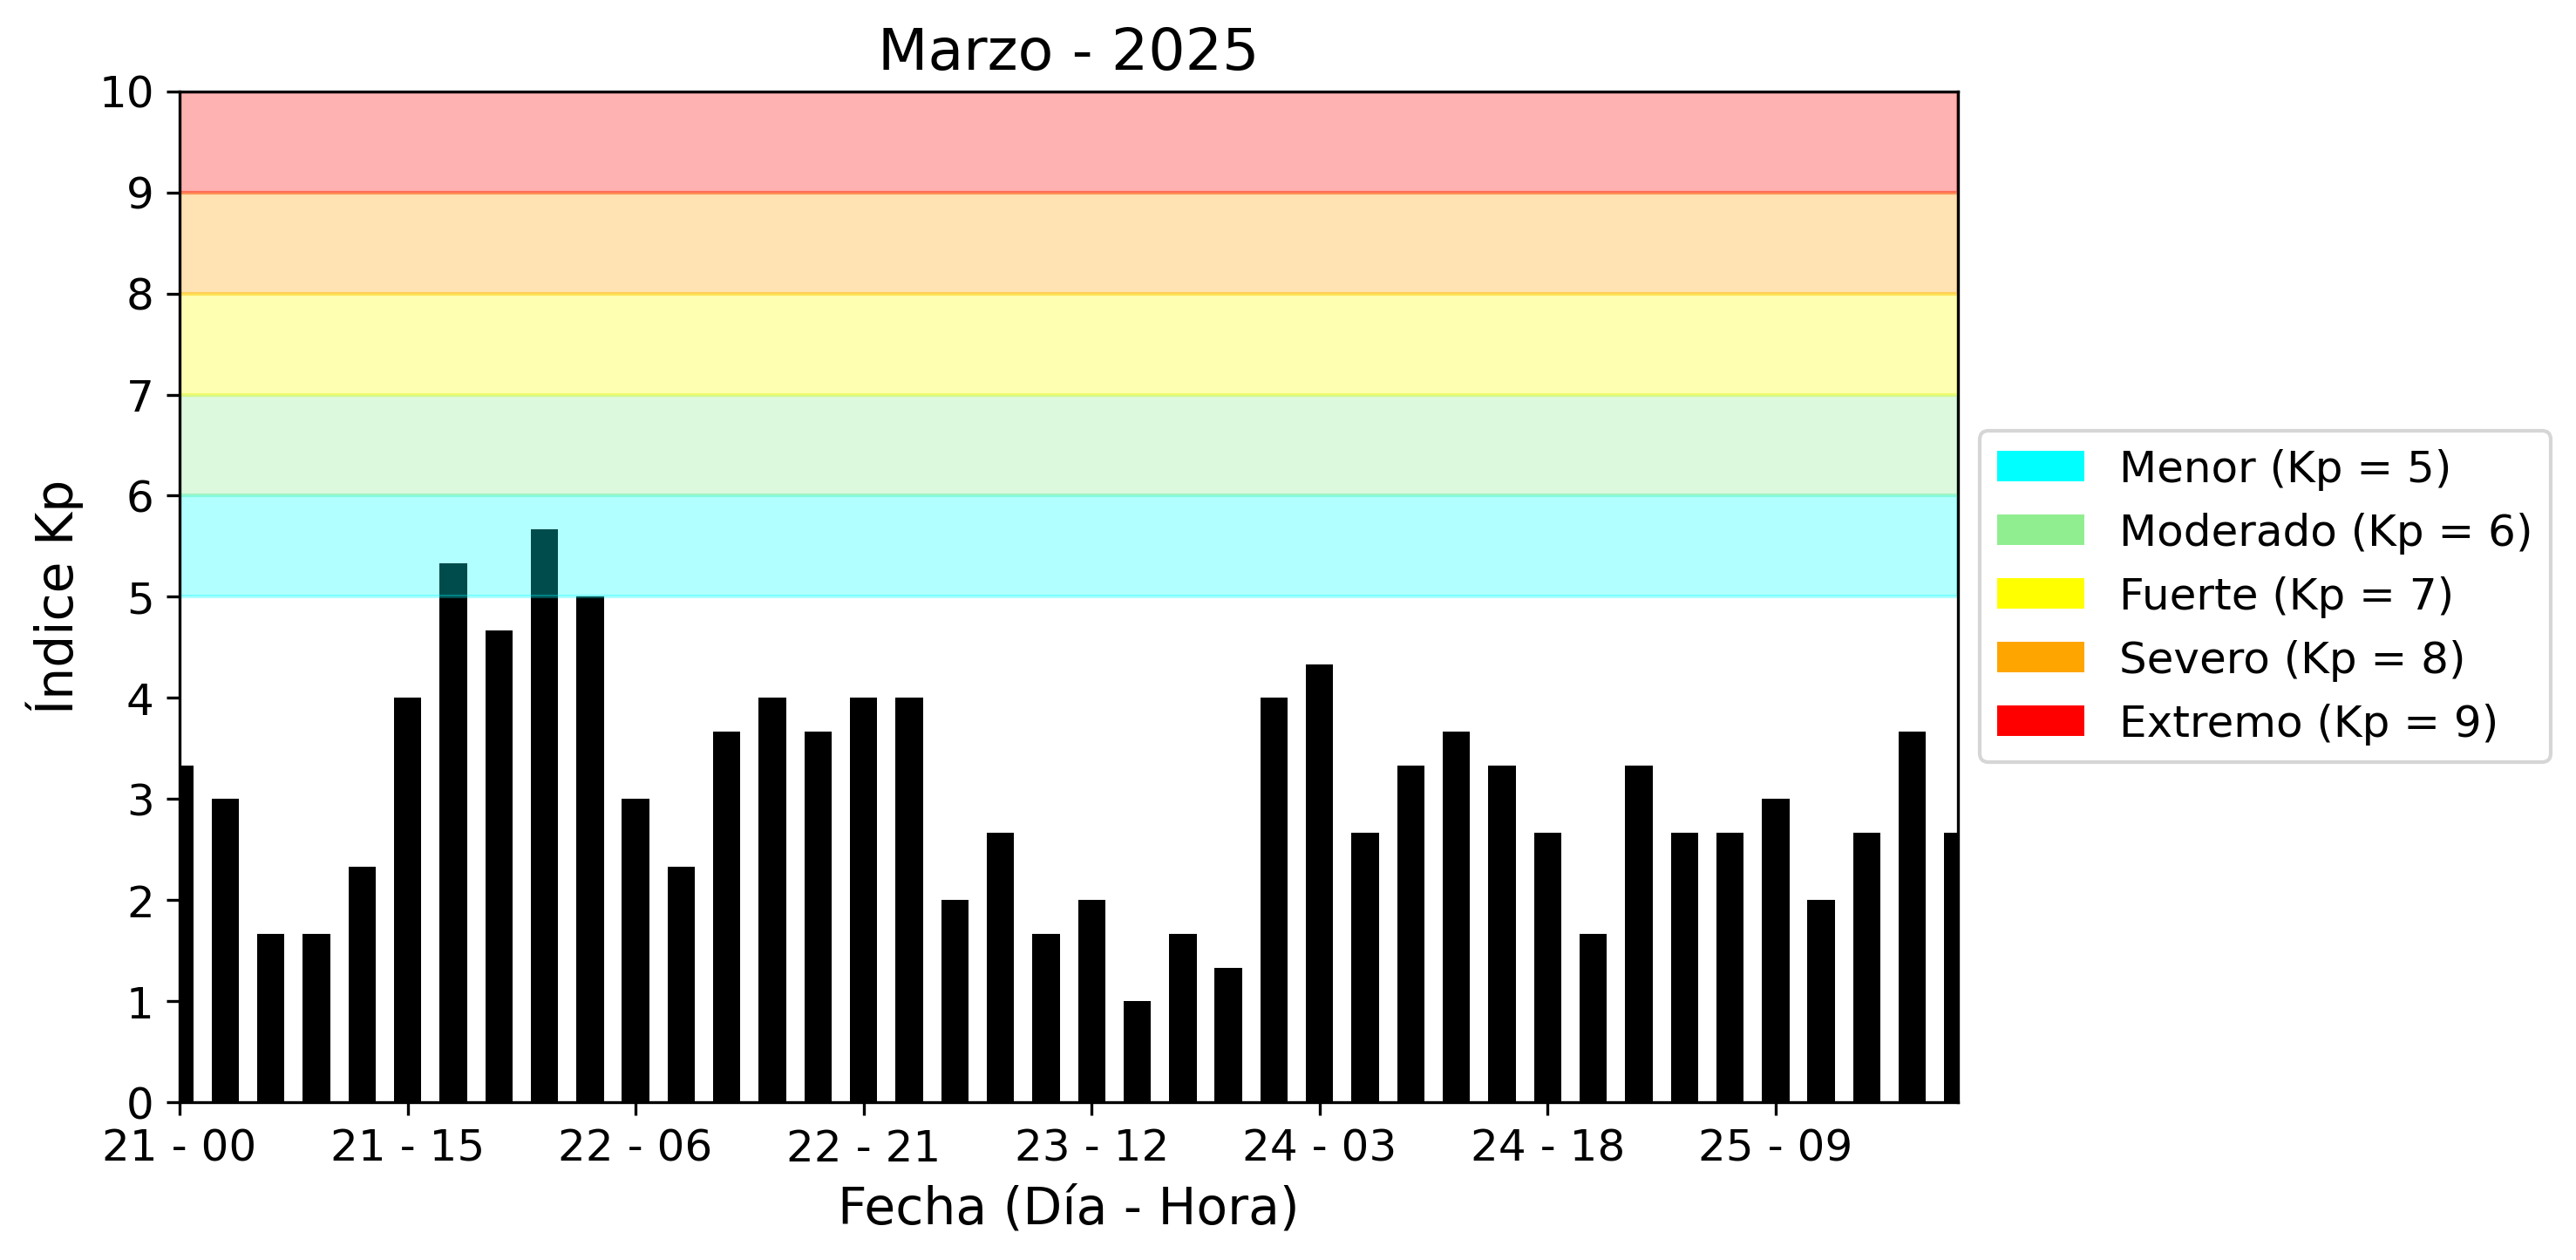 Marzo - 2025
10
9
8
7
6
5
4
3
2
1
0
Índice Kp
21 - 00
21 - 15
22 - 06
22 - 21
23 - 12
24 - 03
24 - 18
25 - 09
Fecha (Día - Hora)
Menor (Kp = 5)
Moderado (Kp = 6)
Fuerte (Kp = 7)
Severo (Kp = 8)
Extremo (Kp = 9)